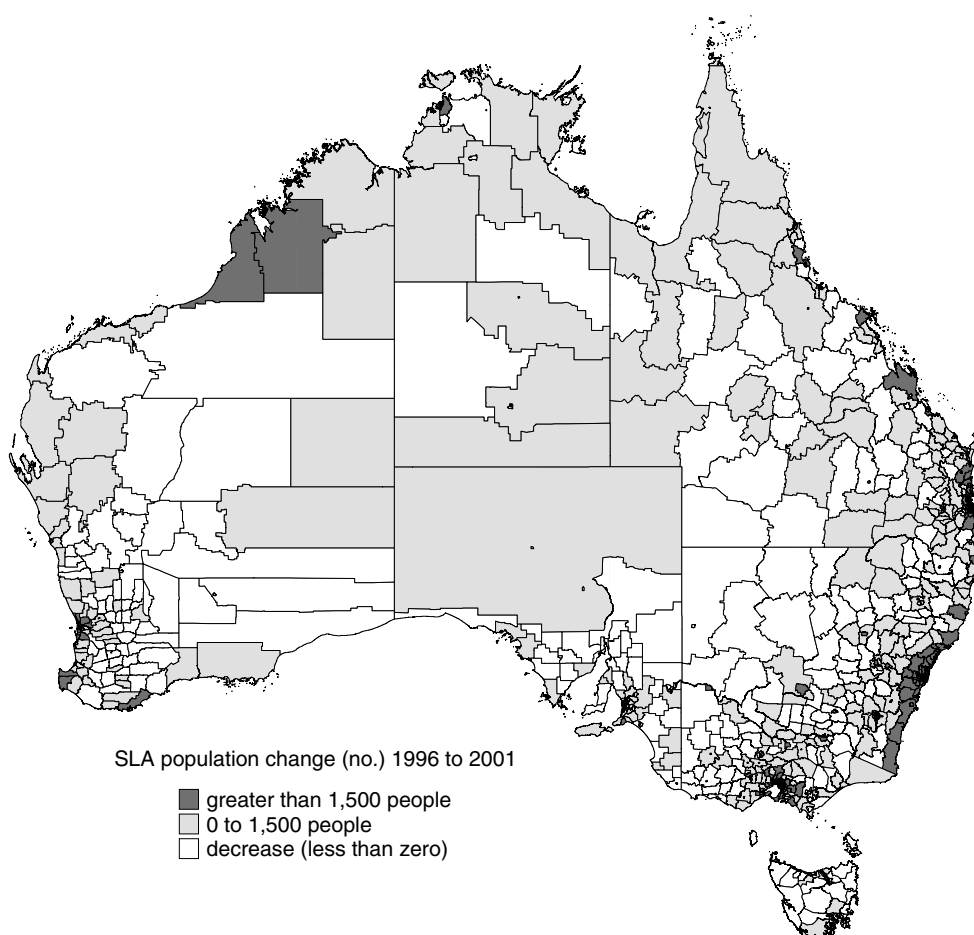 SLA population change (no.) 1996 to 2001
greater than 1,500 people
0 to 1,500 people
decrease (less than zero)